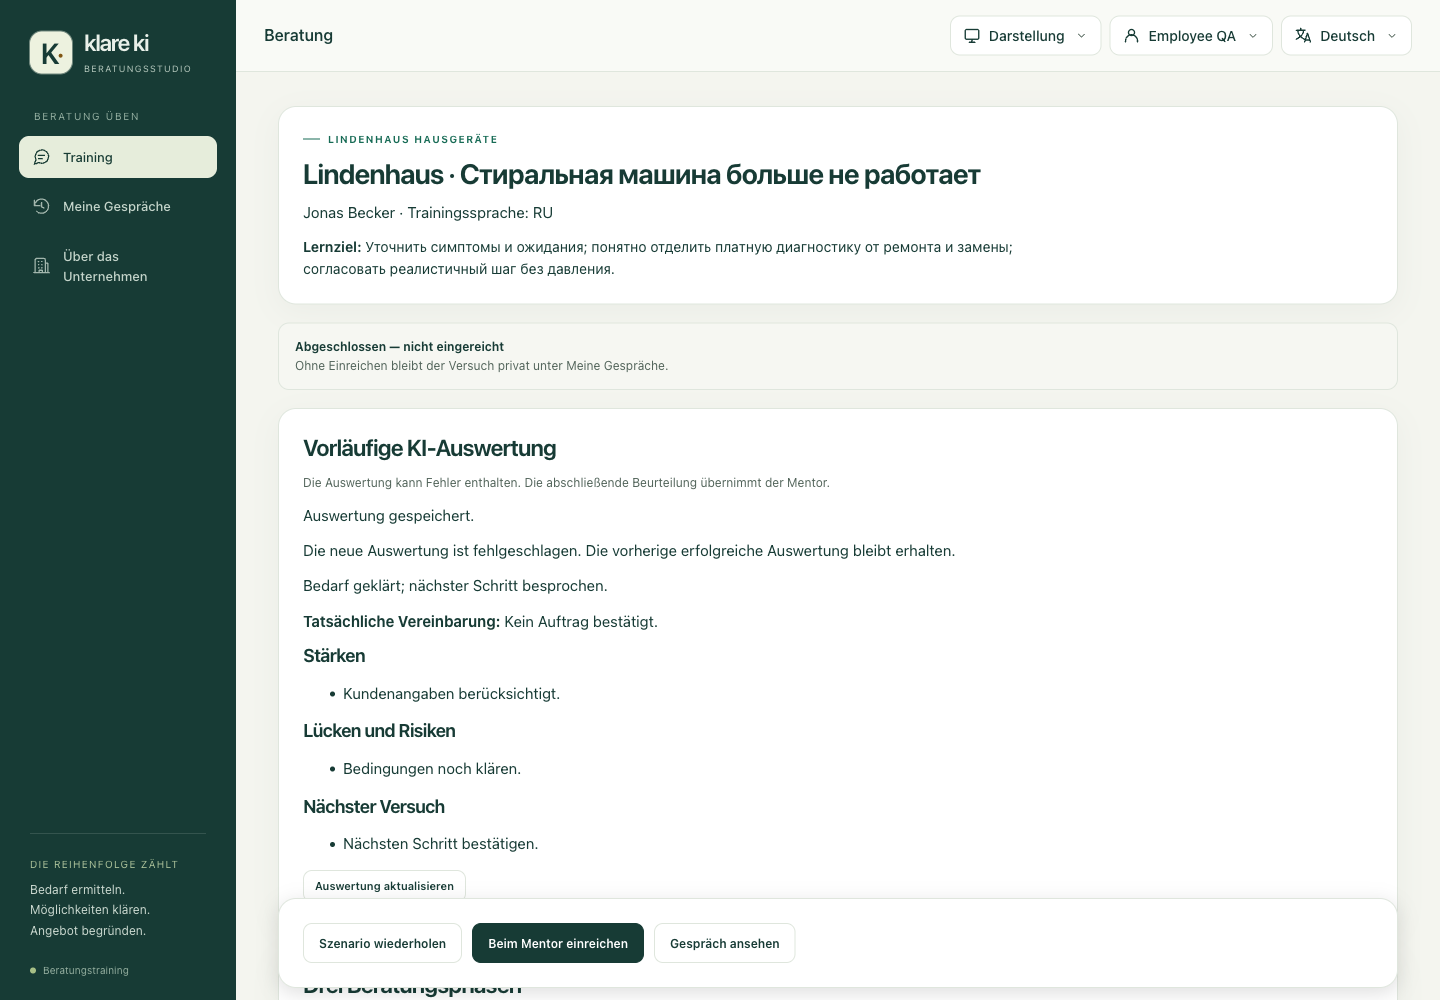 K
klare ki
BERATUNGSSTUDIO
BERATUNG ÜBEN
Training
Meine Gespräche
Über das
Unternehmen
DIE REIHENFOLGE ZÄHLT
Bedarf ermitteln.
Möglichkeiten klären.
Angebot begründen.
Beratungstraining
Beratung
Darstellung
Employee QA
Deutsch
LINDENHAUS HAUSGERÄTE
Lindenhaus · Стиральная машина больше не работает
Jonas Becker · Trainingssprache: RU
Lernziel: Уточнить симптомы и ожидания; понятно отделить платную диагностику от ремонта и замены;
согласовать реалистичный шаг без давления.
Abgeschlossen — nicht eingereicht
Ohne Einreichen bleibt der Versuch privat unter Meine Gespräche.
Vorläufige KI-Auswertung
Die Auswertung kann Fehler enthalten. Die abschließende Beurteilung übernimmt der Mentor.
Auswertung gespeichert.
Die neue Auswertung ist fehlgeschlagen. Die vorherige erfolgreiche Auswertung bleibt erhalten.
Bedarf geklärt; nächster Schritt besprochen.
Tatsächliche Vereinbarung: Kein Auftrag bestätigt.
Stärken
• Kundenangaben berücksichtigt.
Lücken und Risiken
• Bedingungen noch klären.
Nächster Versuch
• Nächsten Schritt bestätigen.
Auswertung aktualisieren
Szenario wiederholen
Beim Mentor einreichen
Gespräch ansehen
Drei Beratungsphasen